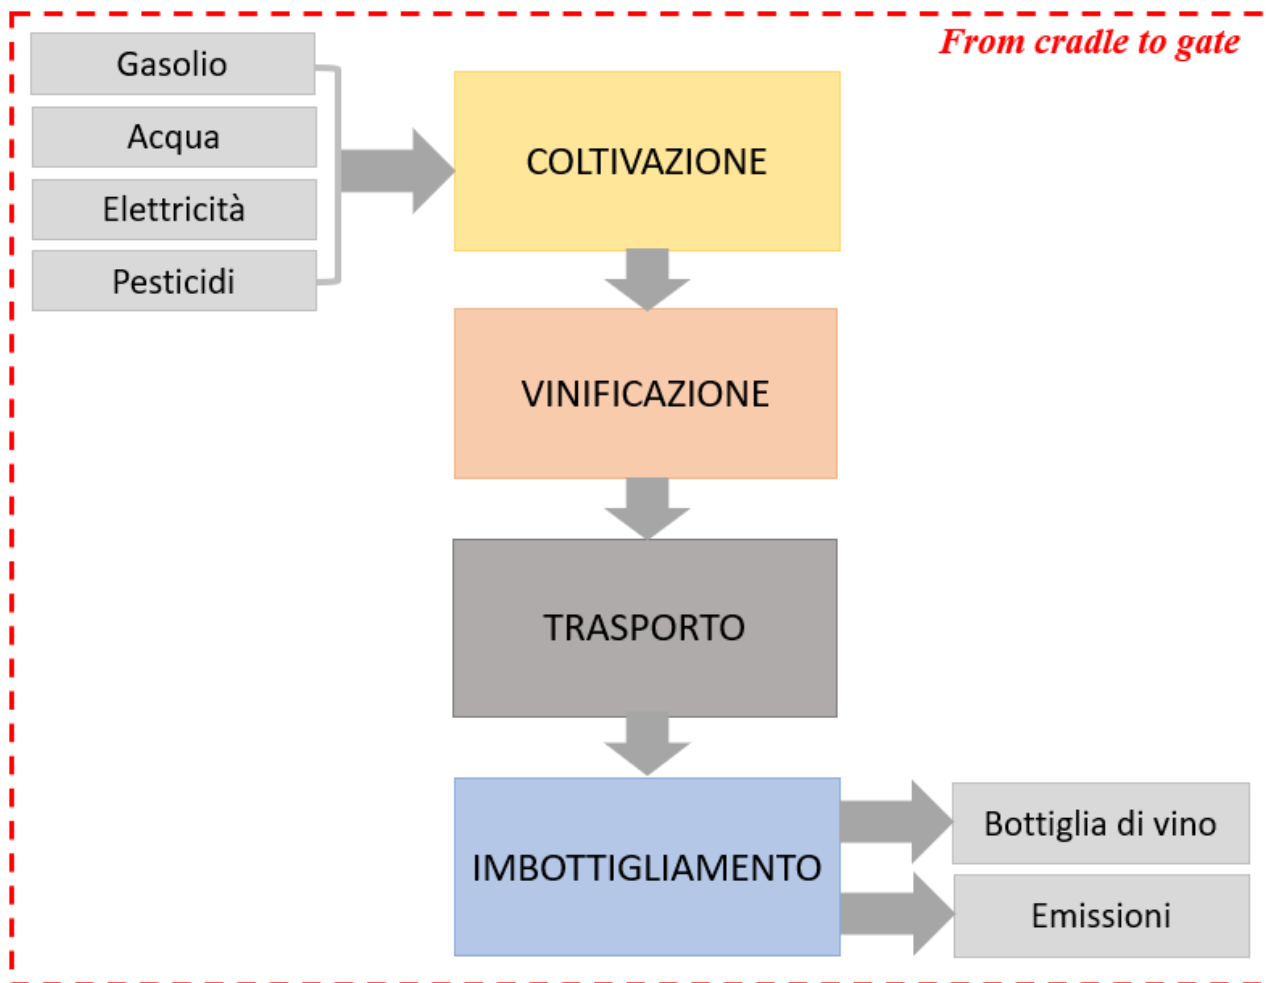 From cradle to gate
Gasolio
Acqua
Elettricità
Pesticidi
COLTIVAZIONE
VINIFICAZIONE
TRASPORTO
IMBOTTIGLIAMENTO
Bottiglia di vino
Emissioni